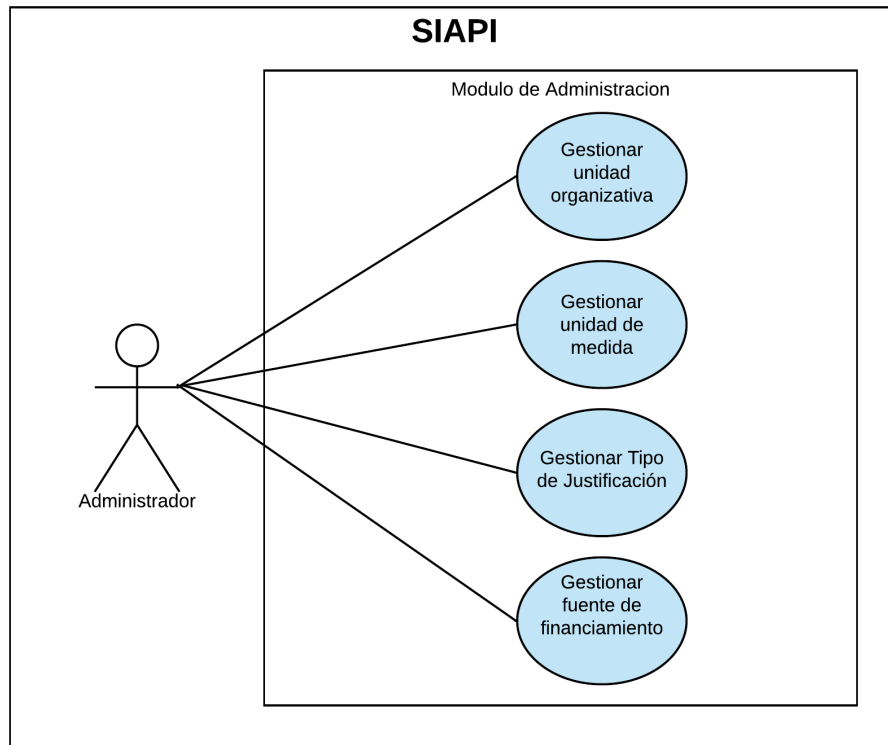 SIAPI
Modulo de Administracion
Gestionar
unidad
organizativa
Gestionar
unidad de
medida
Gestionar Tipo
de Justificación
Gestionar
fuente de
financiamiento
Administrador